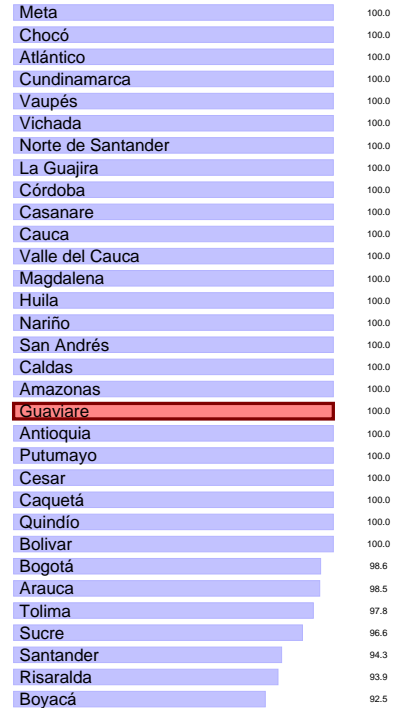 Meta 100.0
Chocó 100.0
Atlántico 100.0
Cundinamarca 100.0
Vaupés 100.0
Vichada 100.0
Norte de Santander 100.0
La Guajira 100.0
Córdoba 100.0
Casanare 100.0
Cauca 100.0
Valle del Cauca 100.0
Magdalena 100.0
Huila 100.0
Nariño 100.0
San Andrés 100.0
Caldas 100.0
Amazonas 100.0
Guaviare 100.0
Antioquia 100.0
Putumayo 100.0
Cesar 100.0
Caquetá 100.0
Quindío 100.0
Bolivar 100.0
Bogotá 98.6
Arauca 98.5
Tolima 97.8
Sucre 96.6
Santander 94.3
Risaralda 93.9
Boyacá 92.5